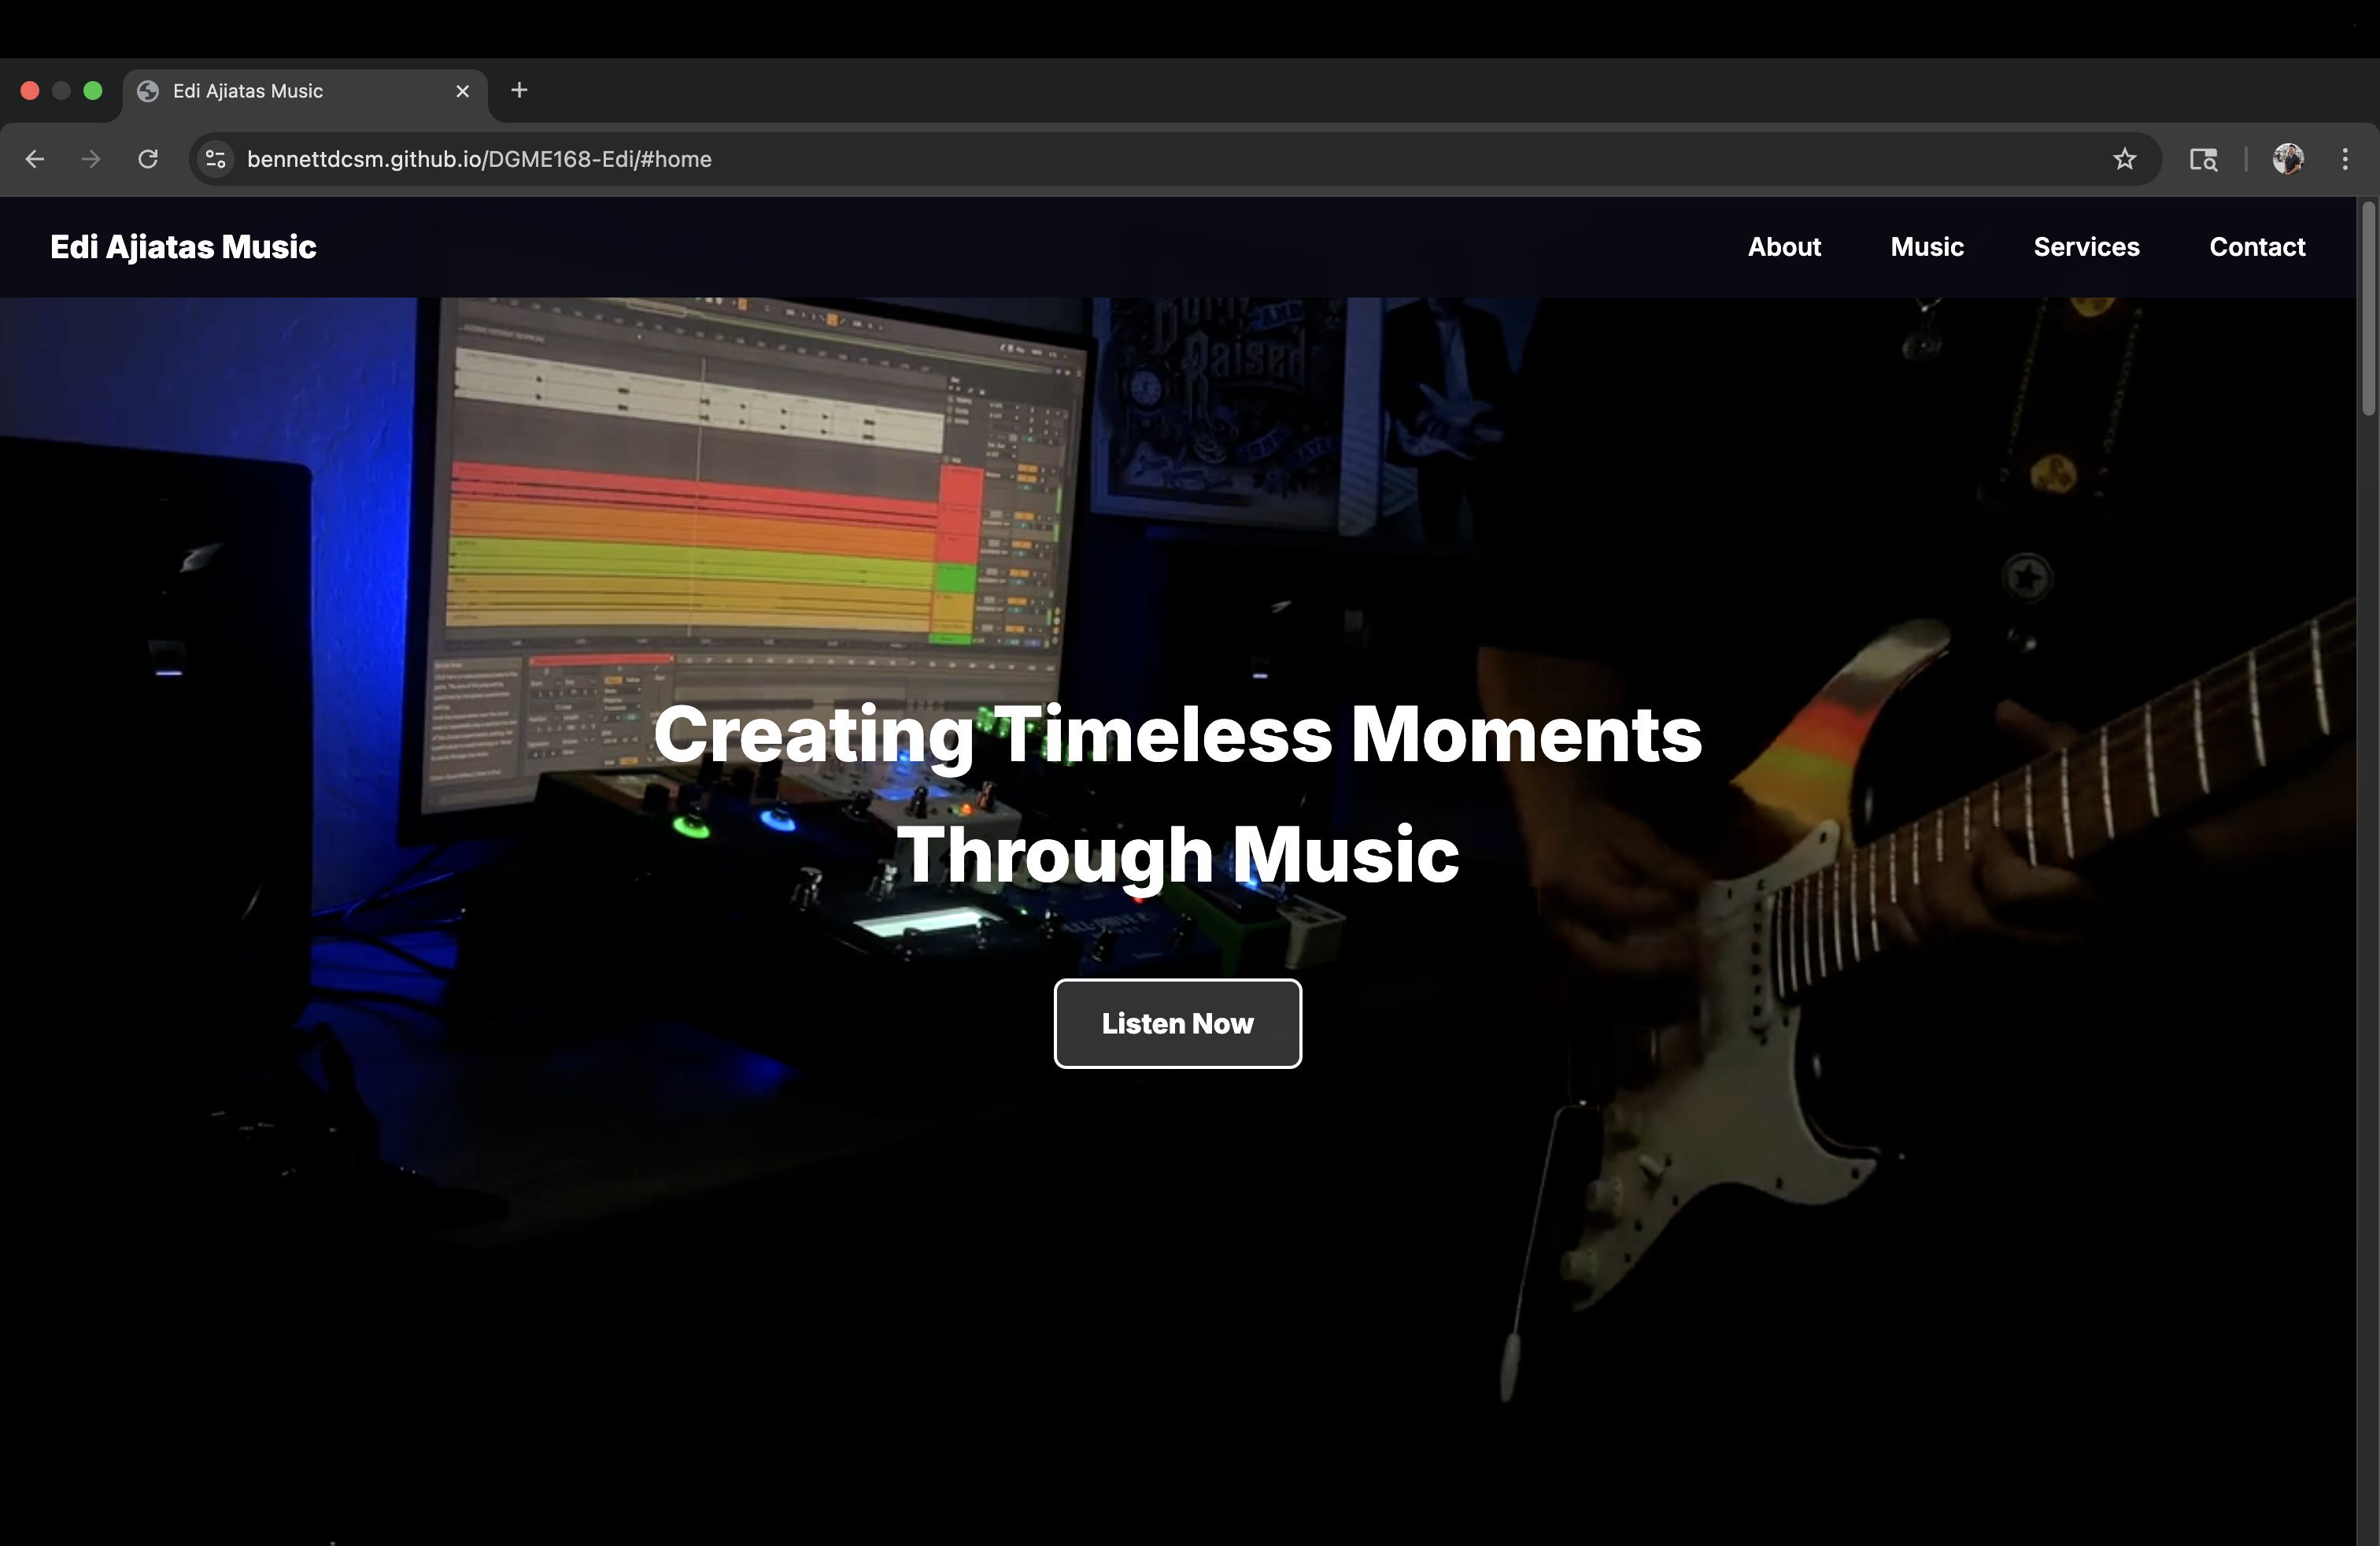 Edi Ajiatas Music
bennettdcsm.github.io/DGME168-Edi/#home
Edi Ajiatas Music
About
Music
Services
Contact
Raised
Creating Timeless Moments
Through Music
Listen Now